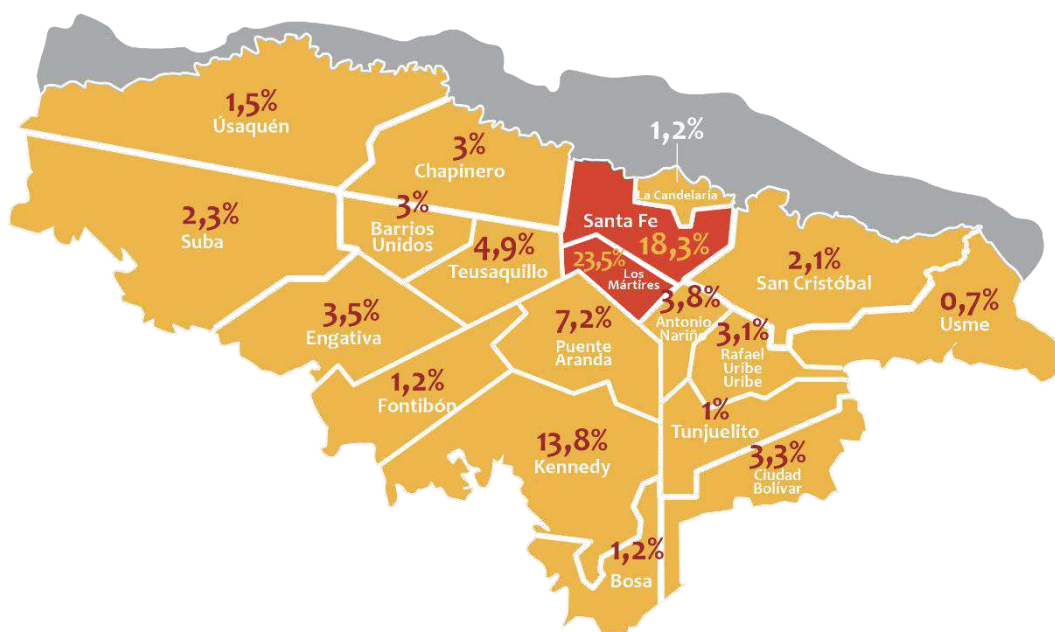 1,5%
Úsaquén
3%
Chapinero
1,2%
La Candelaria
2,3%
Suba
3%
Barrios
Unidos
4,9%
Teusaquillo
Santa Fe
18,3%
23,5%
Los
Mártires
2,1%
San Cristóbal
0,7%
Usme
3,5%
Engativa
7,2%
Puente
Aranda
3,8%
Antonio
Nariño
3,1%
Rafael
Uribe
Uribe
1,2%
Fontibón
1%
Tunjuelito
13,8%
Kennedy
3,3%
Ciudad
Bolívar
1,2%
Bosa